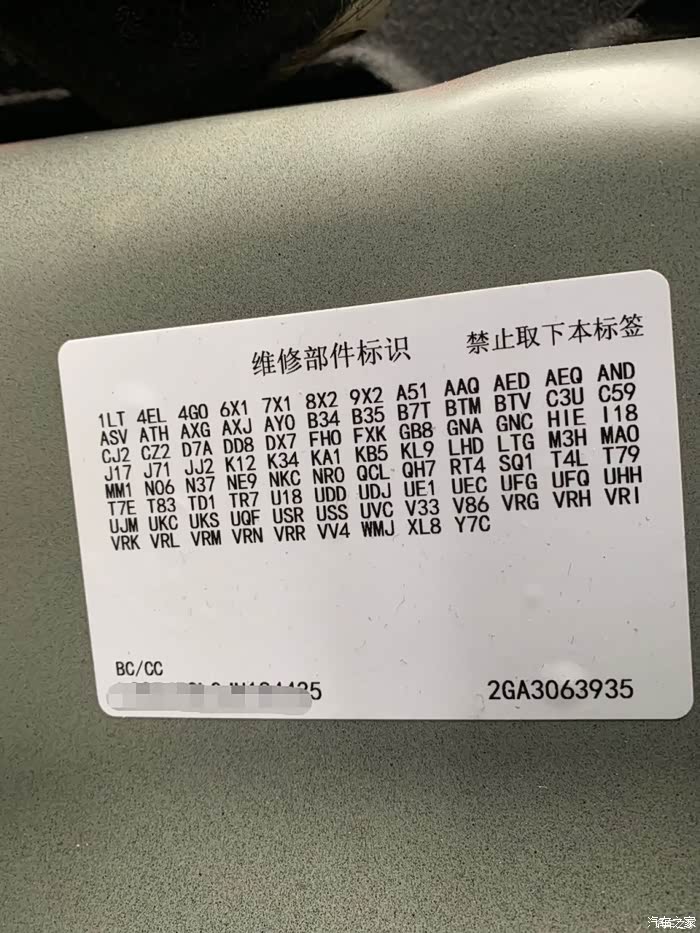 维修部件标识 禁止取下本标签
1LT 4EL 4G0 6X1 7X1 8X2 9X2 A51 AAQ AED AEQ AND
ASV ATH AXG AXJ AY0 B34 B35 B7T BTM BTV C3U C59
CJ2 CZ2 D7A DD8 DX7 FHO FXK GB8 GNA GNC HIE I18
J17 J71 JJ2 K12 K34 KA1 KB5 KL9 LHD LTG M3H MAO
MM1 N06 N37 NE9 NKC NR0 QCL QH7 RT4 SQ1 T4L T79
T7E T83 TD1 TR7 U18 UDD UDJ UE1 UEC UFG UFQ UHH
UJM UKC UKS UQF USR USS UVC V33 V86 VRG VRH VRI
VRK VRL VRM VRN VRR VV4 WMJ XL8 Y7C
BC/CC
2GA3063935
汽车之家